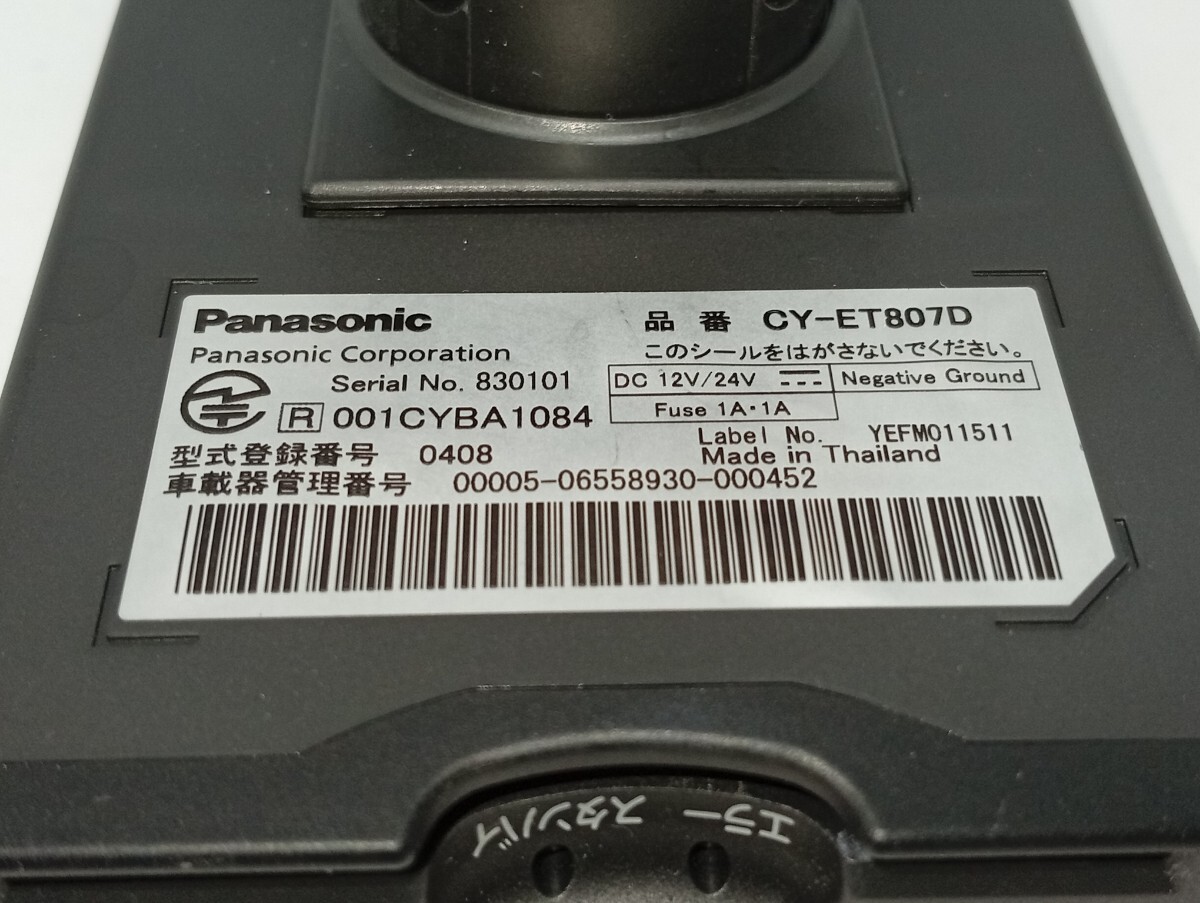 Panasonic
品番 CY-ET807D
Panasonic Corporation
このシールをはがさないでください。
Serial No. 830101
DC 12V/24V
Negative Ground
R 001CYBA1084
Fuse 1A・1A
Label No. YEFM011511
型式登録番号 0408
Made in Thailand
車載器管理番号 00005-06558930-000452
エラー スタンバイ